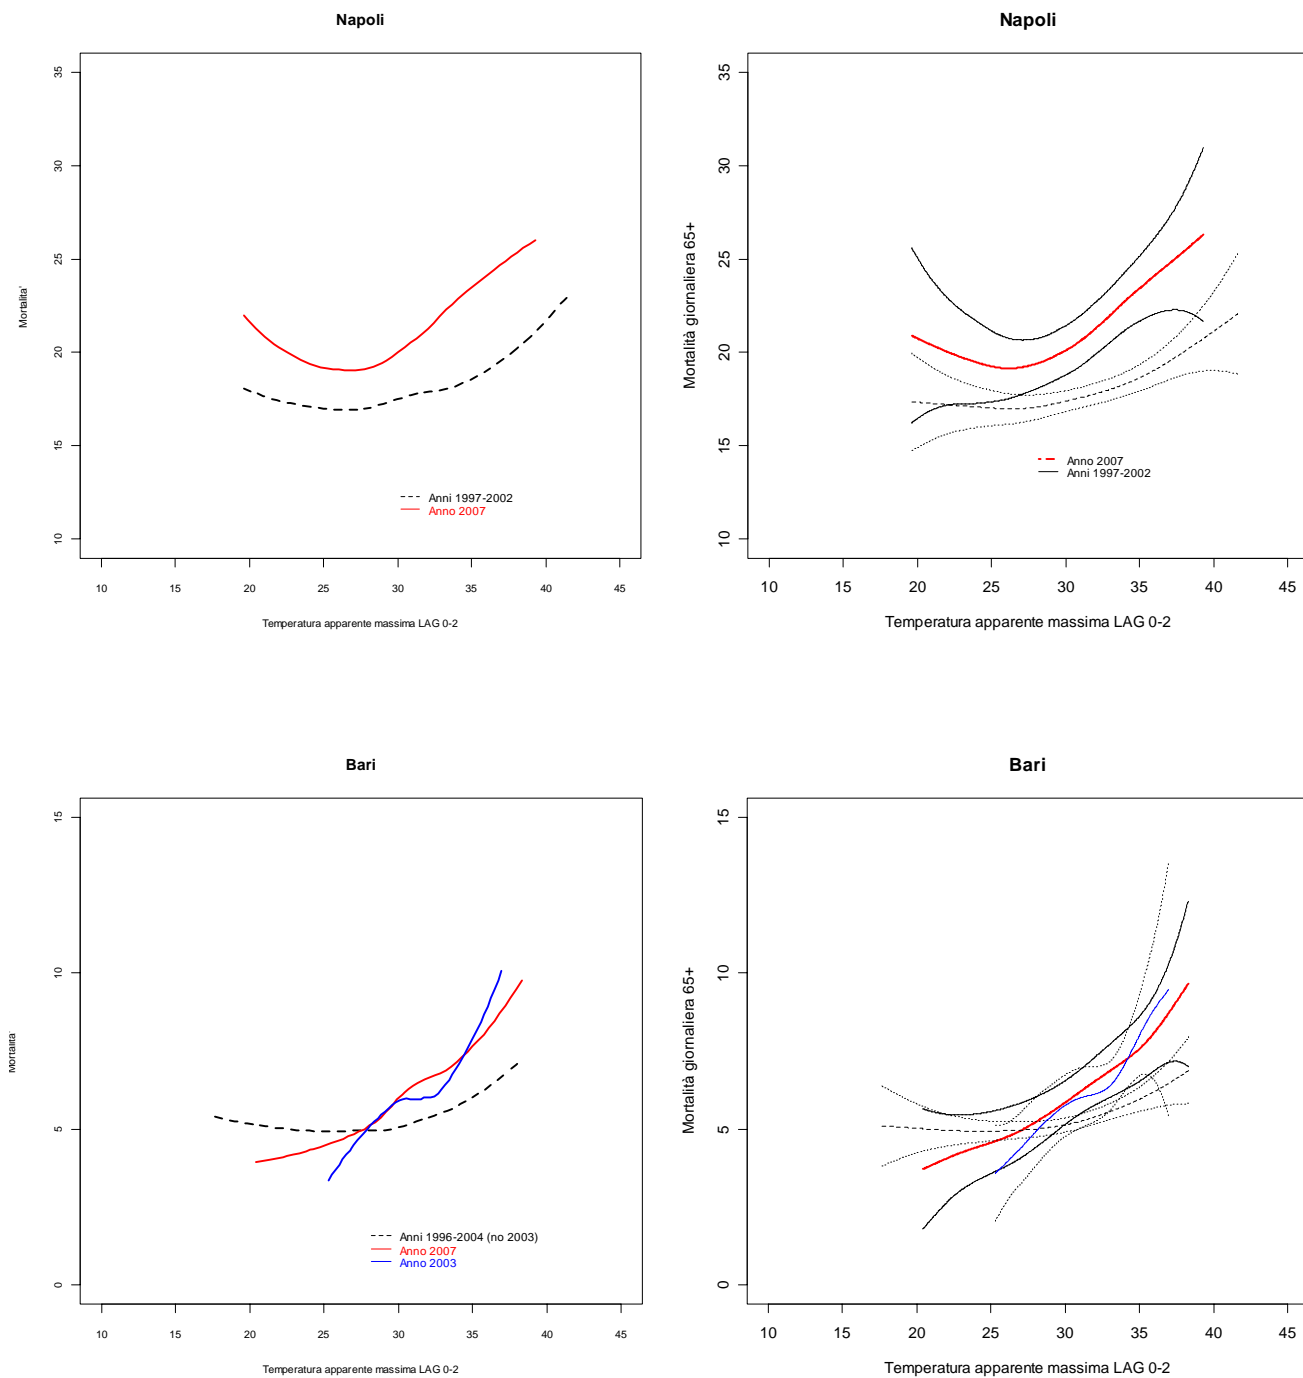 Napoli
Mortalita'
35
30
25
20
15
10
Anni 1997-2002
Anno 2007
10 15 20 25 30 35 40 45
Temperatura apparente massima LAG 0-2
Napoli
Mortalità giornaliera 65+
35
30
25
20
15
10
Anno 2007
Anni 1997-2002
10 15 20 25 30 35 40 45
Temperatura apparente massima LAG 0-2
Bari
15
10
5
0
Anni 1996-2004 (no 2003)
Anno 2007
Anno 2003
10 15 20 25 30 35 40 45
Temperatura apparente massima LAG 0-2
Bari
Mortalità giornaliera 65+
15
10
5
0
10 15 20 25 30 35 40 45
Temperatura apparente massima LAG 0-2